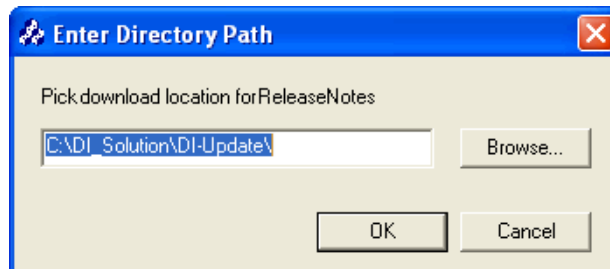 Enter Directory Path
Pick download location forReleaseNotes
C:\DI_Solution\DI-Update\
Browse...
OK
Cancel